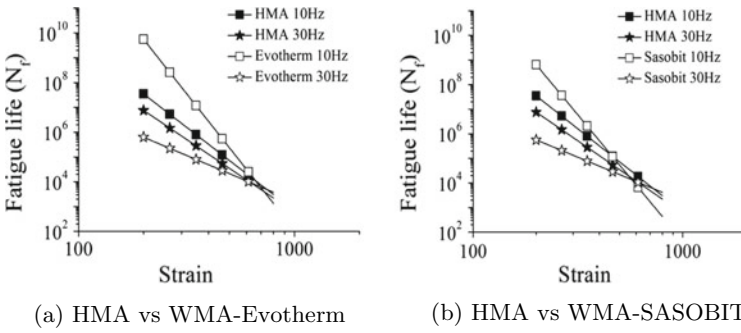 HMA 10Hz
HMA 30Hz
Evotherm 10Hz
Evotherm 30Hz
10^10
10^8
10^6
10^4
10^2
Fatigue life (N_f)
100
1000
Strain
(a) HMA vs WMA-Evotherm
HMA 10Hz
HMA 30Hz
Sasobit 10Hz
Sasobit 30Hz
10^10
10^8
10^6
10^4
10^2
Fatigue life (N_f)
100
1000
Strain
(b) HMA vs WMA-SASOBIT